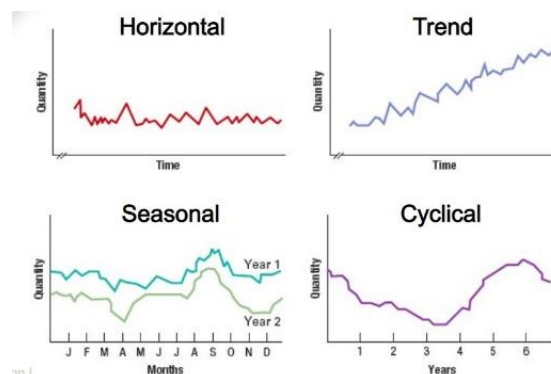 Horizontal
Quantity
Time
Trend
Quantity
Time
Seasonal
Quantity
Year 1
Year 2
J F M A M J J A S O N D
Months
Cyclical
Quantity
1 2 3 4 5 6
Years